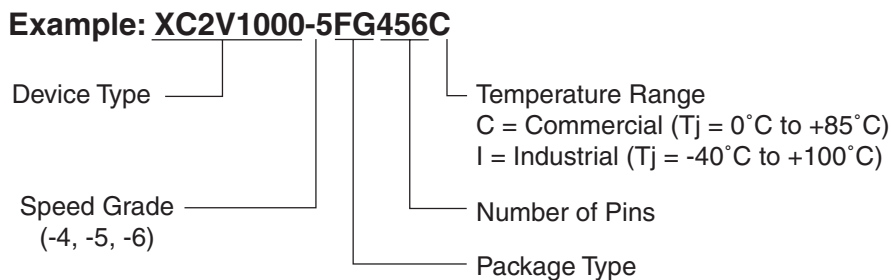 Example: XC2V1000-5FG456C
Device Type
Temperature Range
C = Commercial (Tj = 0˚C to +85˚C)
I = Industrial (Tj = -40˚C to +100˚C)
Speed Grade
(-4, -5, -6)
Number of Pins
Package Type